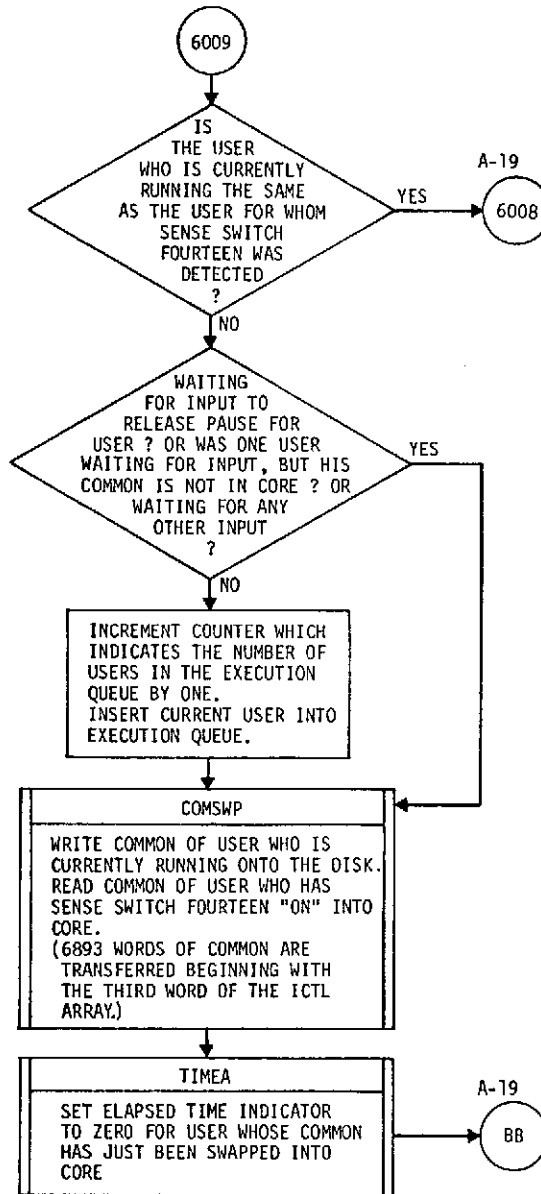 6009
IS
THE USER
WHO IS CURRENTLY
RUNNING THE SAME
AS THE USER FOR WHOM
SENSE SWITCH
FOURTEEN WAS
DETECTED
?
YES
A-19
6008
NO
WAITING
FOR INPUT TO
RELEASE PAUSE FOR
USER ? OR WAS ONE USER
WAITING FOR INPUT, BUT HIS
COMMON IS NOT IN CORE ? OR
WAITING FOR ANY
OTHER INPUT
?
YES
NO
INCREMENT COUNTER WHICH
INDICATES THE NUMBER OF
USERS IN THE EXECUTION
QUEUE BY ONE.
INSERT CURRENT USER INTO
EXECUTION QUEUE.
COMSWP
WRITE COMMON OF USER WHO IS
CURRENTLY RUNNING ONTO THE DISK.
READ COMMON OF USER WHO HAS
SENSE SWITCH FOURTEEN "ON" INTO
CORE.
(6893 WORDS OF COMMON ARE
TRANSFERRED BEGINNING WITH
THE THIRD WORD OF THE ICTL
ARRAY.)
TIMEA
SET ELAPSED TIME INDICATOR
TO ZERO FOR USER WHOSE COMMON
HAS JUST BEEN SWAPPED INTO
CORE
A-19
BB